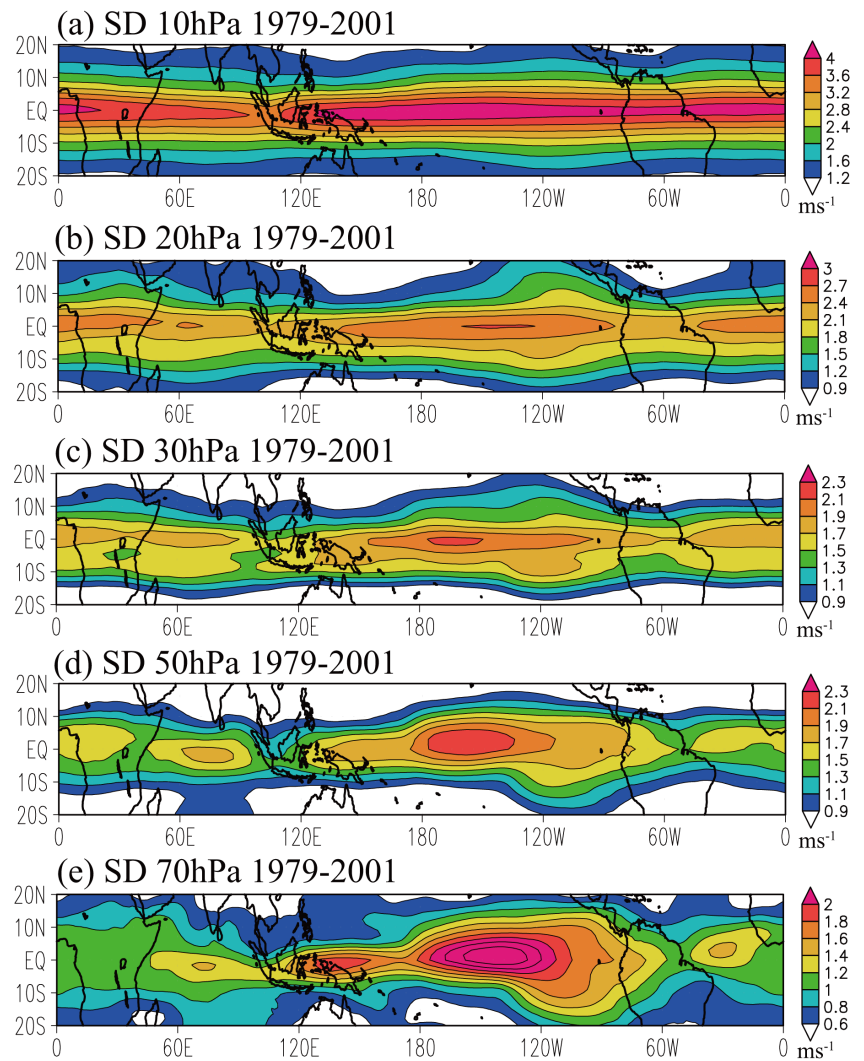 (a) SD 10hPa 1979-2001
20N
10N
EQ
10S
20S
0 60E 120E 180 120W 60W 0
4
3.6
3.2
2.8
2.4
2
1.6
1.2
ms⁻¹
(b) SD 20hPa 1979-2001
20N
10N
EQ
10S
20S
0 60E 120E 180 120W 60W 0
3
2.7
2.4
2.1
1.8
1.5
1.2
0.9
ms⁻¹
(c) SD 30hPa 1979-2001
20N
10N
EQ
10S
20S
0 60E 120E 180 120W 60W 0
2.3
2.1
1.9
1.7
1.5
1.3
1.1
0.9
ms⁻¹
(d) SD 50hPa 1979-2001
20N
10N
EQ
10S
20S
0 60E 120E 180 120W 60W 0
2.3
2.1
1.9
1.7
1.5
1.3
1.1
0.9
ms⁻¹
(e) SD 70hPa 1979-2001
20N
10N
EQ
10S
20S
0 60E 120E 180 120W 60W 0
2
1.8
1.6
1.4
1.2
1
0.8
0.6
ms⁻¹